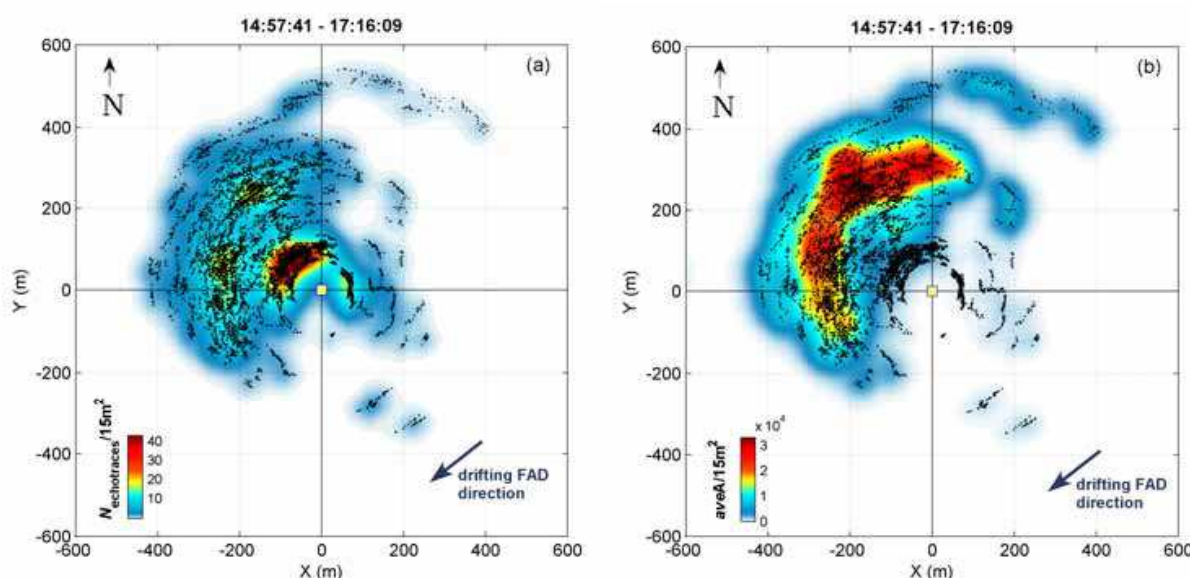 14:57:41 - 17:16:09
(a)
N
600
400
200
0
-200
-400
-600
Y (m)
-600 -400 -200 0 200 400 600
X (m)
N_echotraces/15m²
40
30
20
10
drifting FAD
direction
14:57:41 - 17:16:09
(b)
N
600
400
200
0
-200
-400
-600
Y (m)
-600 -400 -200 0 200 400 600
X (m)
aveA/15m²
x 10⁴
3
2
1
0
drifting FAD
direction